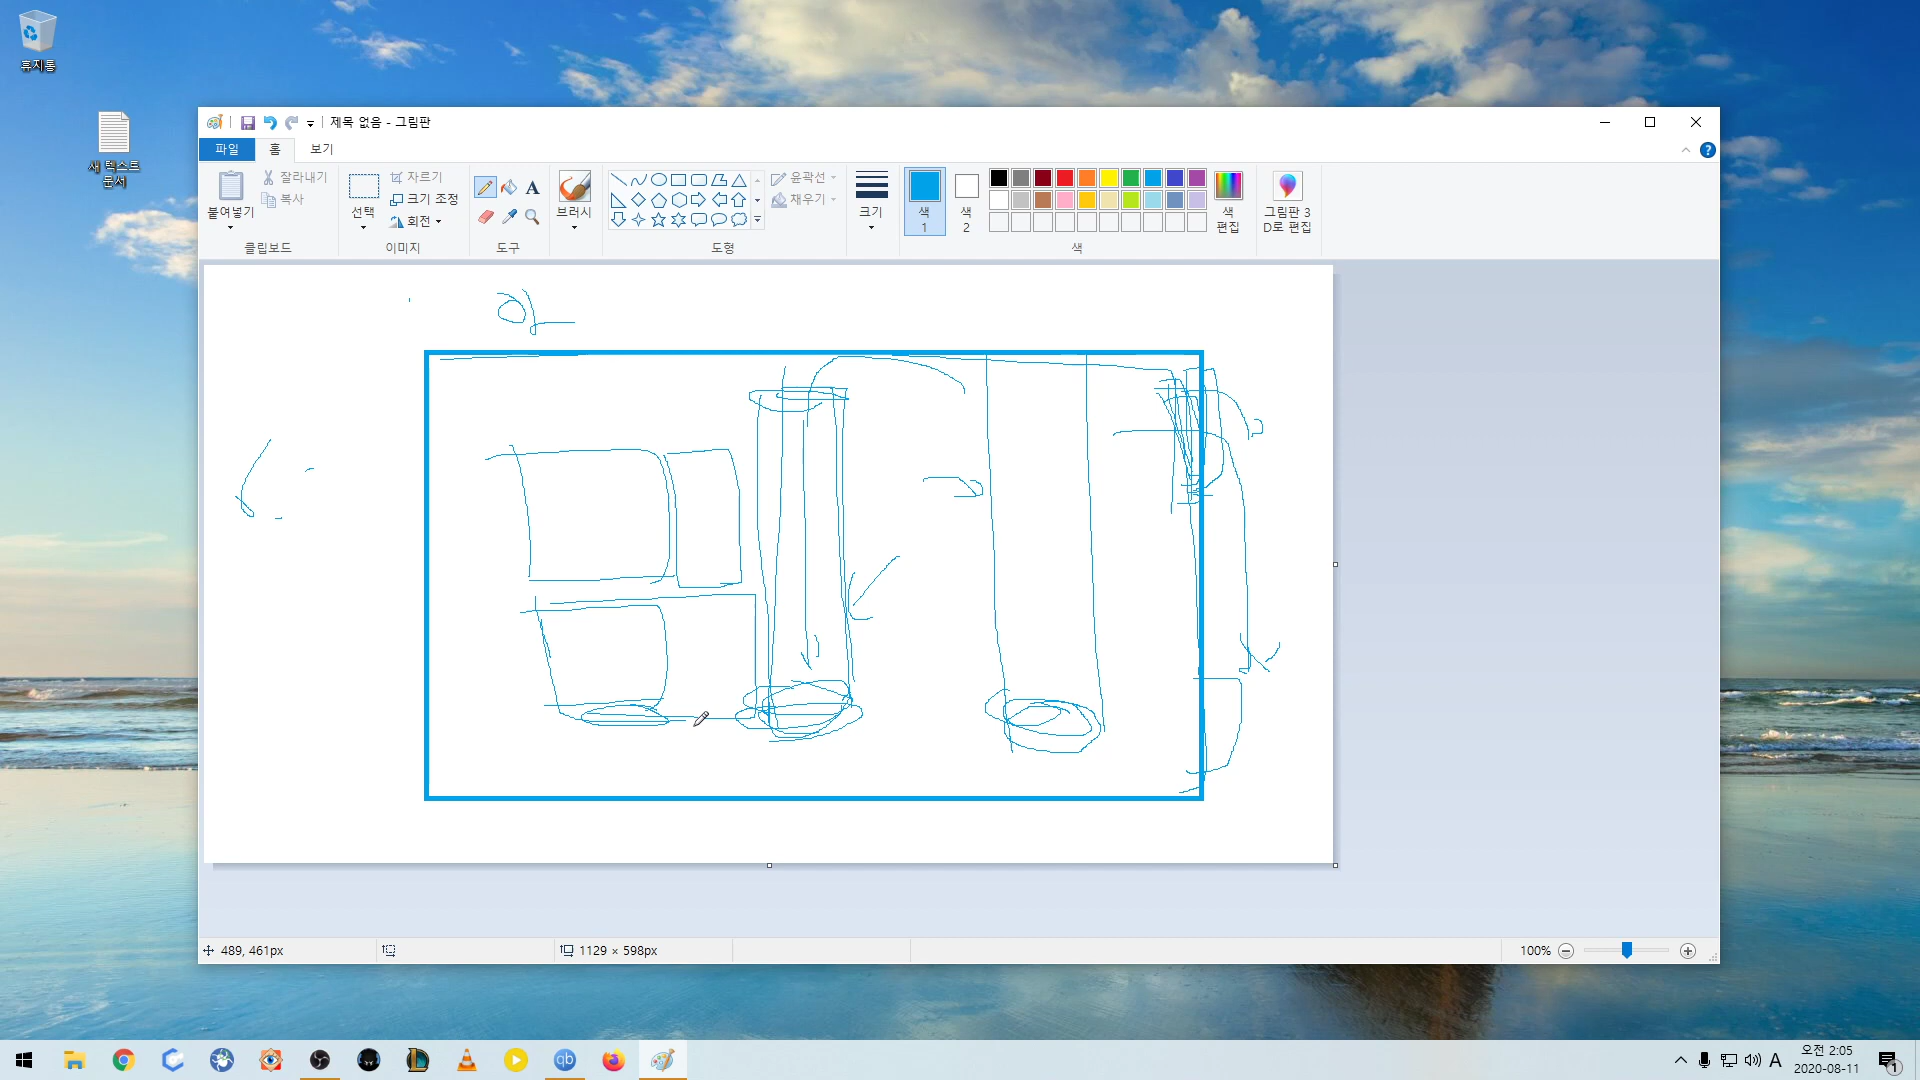 휴지통
새 텍스트
문서
제목 없음 - 그림판
파일 홈 보기
붙여넣기
잘라내기
복사
클립보드
선택
자르기
크기 조정
회전
이미지
A
도구
브러시
윤곽선
채우기
도형
크기
색
1
색
2
색
편집
색
그림판 3
D로 편집
489, 461px
1129 × 598px
100%
qb
A
오전 2:05
2020-08-11
1